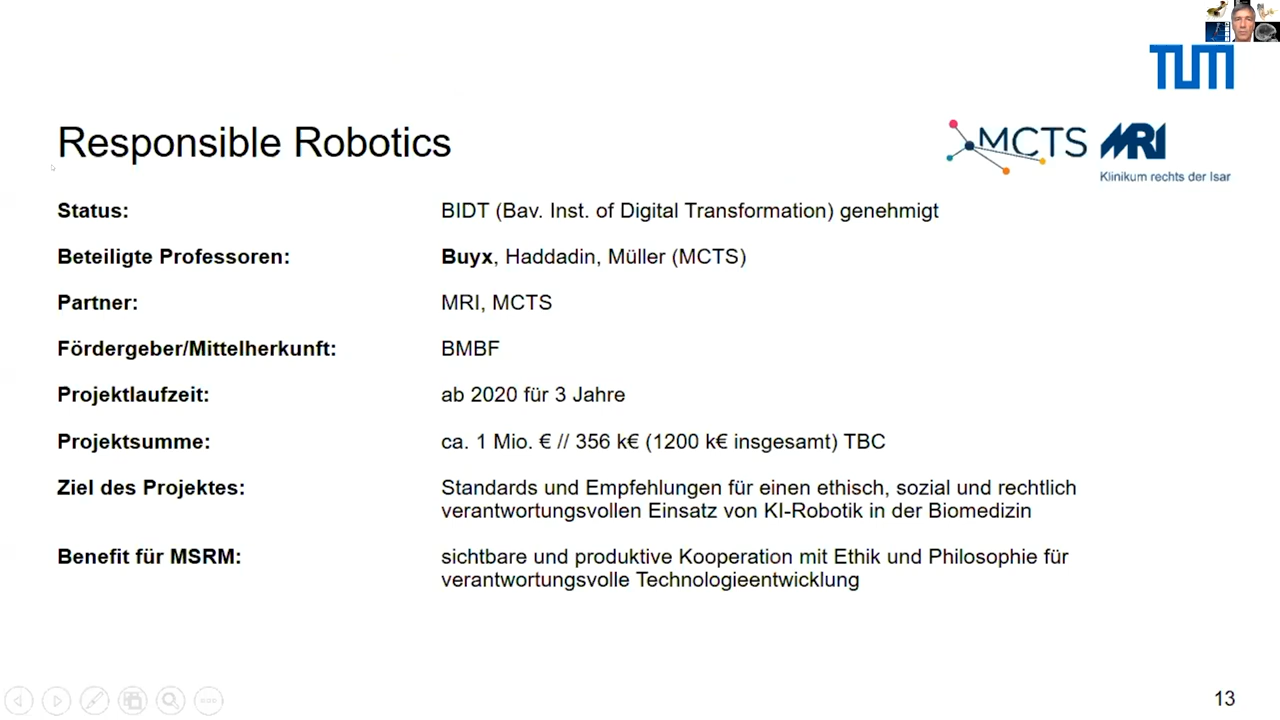 TUM
Responsible Robotics
MCTS MRI
Klinikum rechts der Isar
Status: BIDT (Bav. Inst. of Digital Transformation) genehmigt
Beteiligte Professoren: Buyx, Haddadin, Müller (MCTS)
Partner: MRI, MCTS
Fördergeber/Mittelherkunft: BMBF
Projektlaufzeit: ab 2020 für 3 Jahre
Projektsumme: ca. 1 Mio. € // 356 k€ (1200 k€ insgesamt) TBC
Ziel des Projektes: Standards und Empfehlungen für einen ethisch, sozial und rechtlich
verantwortungsvollen Einsatz von KI-Robotik in der Biomedizin
Benefit für MSRM: sichtbare und produktive Kooperation mit Ethik und Philosophie für
verantwortungsvolle Technologieentwicklung
13